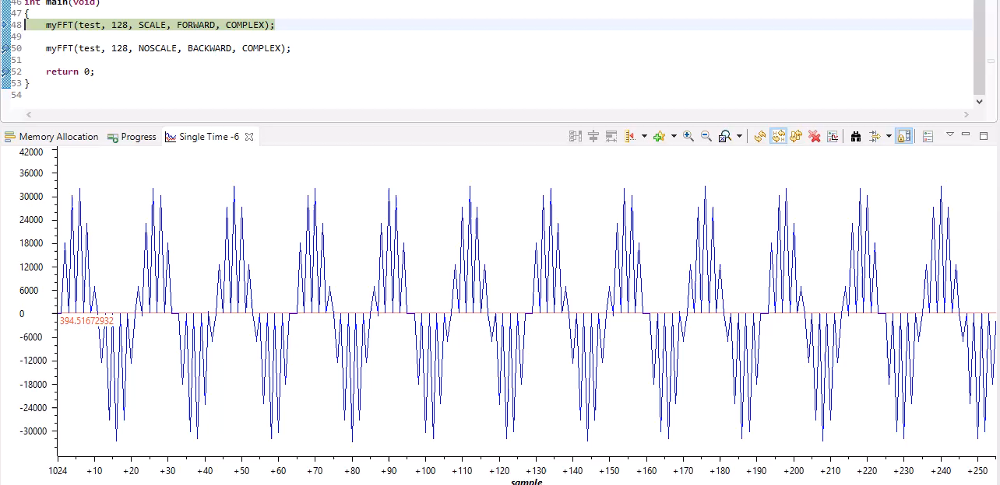 46 int main(void)
47 {
48 myFFT(test, 128, SCALE, FORWARD, COMPLEX);
49
50 myFFT(test, 128, NOSCALE, BACKWARD, COMPLEX);
51
52 return 0;
53 }
54
Memory Allocation Progress Single Time -6
42000
36000
30000
24000
18000
12000
6000
0
394.51672932
-6000
-12000
-18000
-24000
-30000
1024 +10 +20 +30 +40 +50 +60 +70 +80 +90 +100 +110 +120 +130 +140 +150 +160 +170 +180 +190 +200 +210 +220 +230 +240 +250
sample